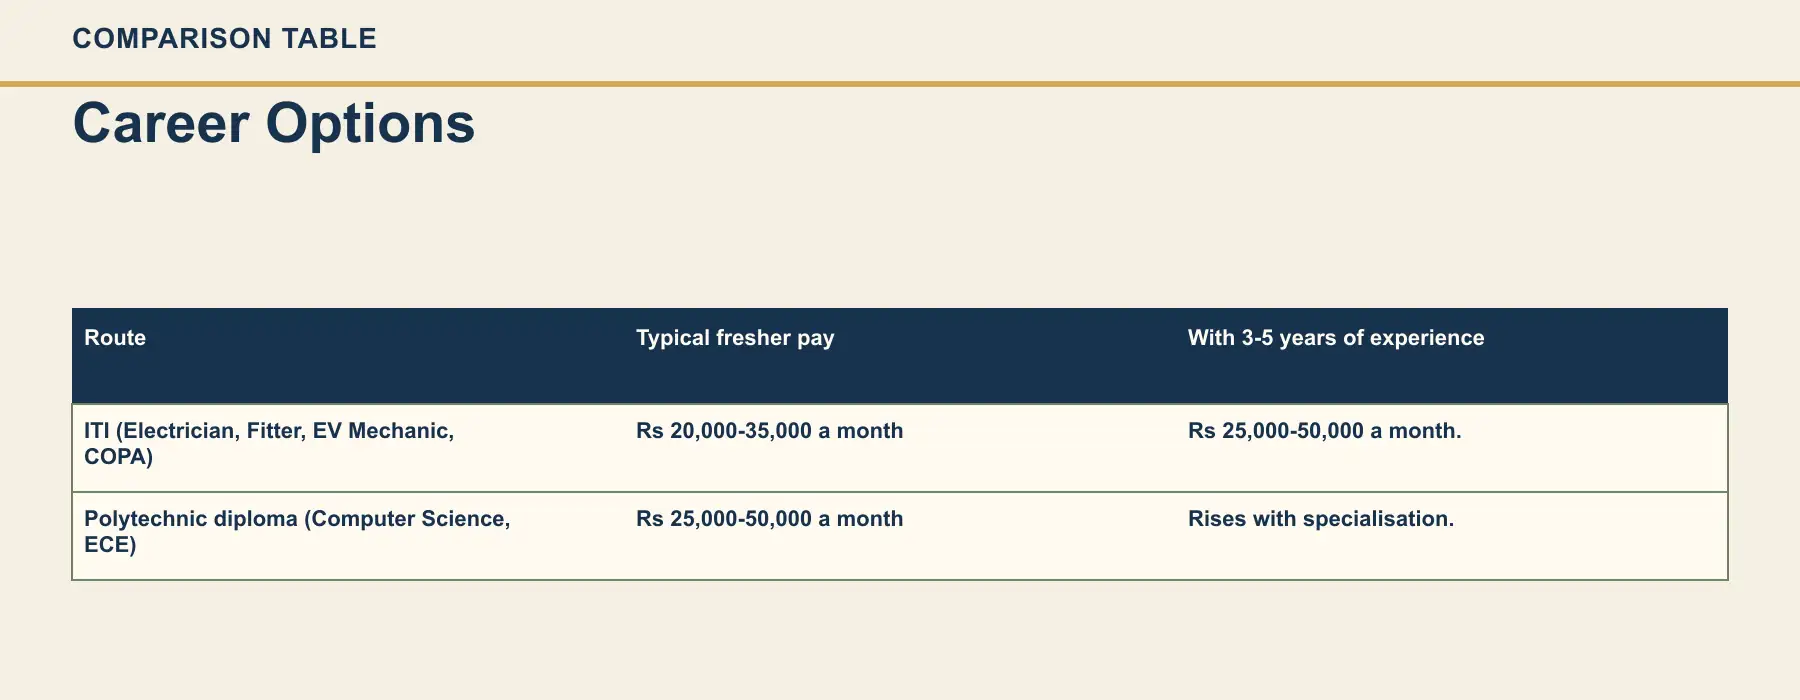 COMPARISON TABLE
Career Options
Route
Typical fresher pay
With 3-5 years of experience
ITI (Electrician, Fitter, EV Mechanic,
COPA)
Rs 20,000-35,000 a month
Rs 25,000-50,000 a month.
Polytechnic diploma (Computer Science,
ECE)
Rs 25,000-50,000 a month
Rises with specialisation.